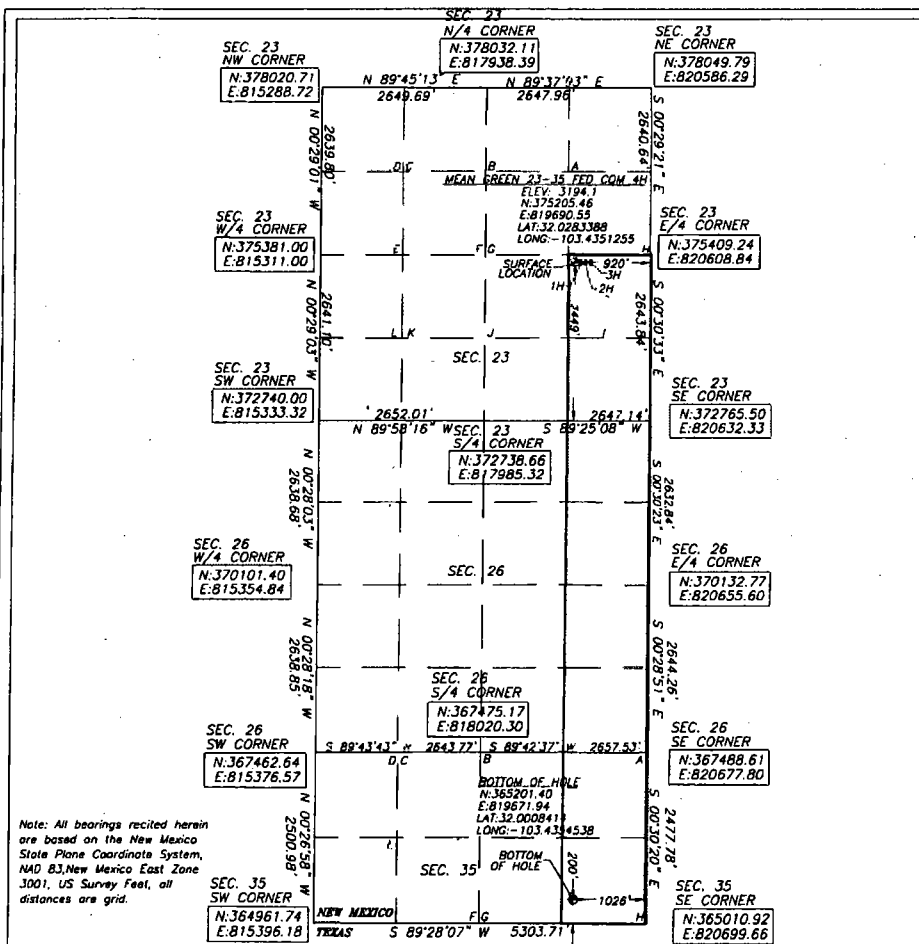 SEC. 23
N/4 CORNER
N:378032.11
E:817938.39
SEC. 23
NW CORNER
N:378020.71
E:815288.72
SEC. 23
NE CORNER
N:378049.79
E:820586.29
N 89°45'13" E
2649.69'
N 89°37'03" E
2647.96'
N 00°29'01" W
2639.80'
S 00°29'21" E
2640.64'
D C
B
A
MEAN GREEN 23-35 FED COM 4H
ELEV: 3194.1
N:375205.46
E:819690.55
LAT:32.0283388
LONG:-103.4351255
SEC. 23
W/4 CORNER
N:375381.00
E:815311.00
SEC. 23
E/4 CORNER
N:375409.24
E:820608.84
E
F G
H
SURFACE
LOCATION
920'
3H
1H
2H
2449'
N 00°29'03" W
2641.10'
S 00°30'33" E
2643.84'
L K
J
I
SEC. 23
SEC. 23
SW CORNER
N:372740.00
E:815333.32
SEC. 23
SE CORNER
N:372765.50
E:820632.33
2652.01'
N 89°58'16" W
2647.14'
S 89°25'08" W
SEC. 23
S/4 CORNER
N:372738.66
E:817985.32
N 00°28'03" W
2638.68'
S 00°30'23" E
2632.84'
SEC. 26
W/4 CORNER
N:370101.40
E:815354.84
SEC. 26
SEC. 26
E/4 CORNER
N:370132.77
E:820655.60
N 00°28'18" W
2638.85'
S 00°28'51" E
2644.26'
SEC. 26
S/4 CORNER
N:367475.17
E:818020.30
SEC. 26
SW CORNER
N:367462.64
E:815376.57
SEC. 26
SE CORNER
N:367488.61
E:820677.80
S 89°43'43" W 2643.77'
S 89°42'37" W 2657.53'
D C
B
A
BOTTOM OF HOLE
N:365201.40
E:819671.94
LAT:32.0008414
LONG:-103.4354538
N 00°26'58" W
2500.98'
S 00°30'20" E
2477.78'
SEC. 35
BOTTOM
OF HOLE
200'
1026'
Note: All bearings recited herein
are based on the New Mexico
State Plane Coordinate System,
NAD 83,New Mexico East Zone
3001, US Survey Feet, all
distances are grid.
SEC. 35
SW CORNER
N:364961.74
E:815396.18
SEC. 35
SE CORNER
N:365010.92
E:820699.66
F G
H
NEW MEXICO
TEXAS
S 89°28'07" W 5303.71'